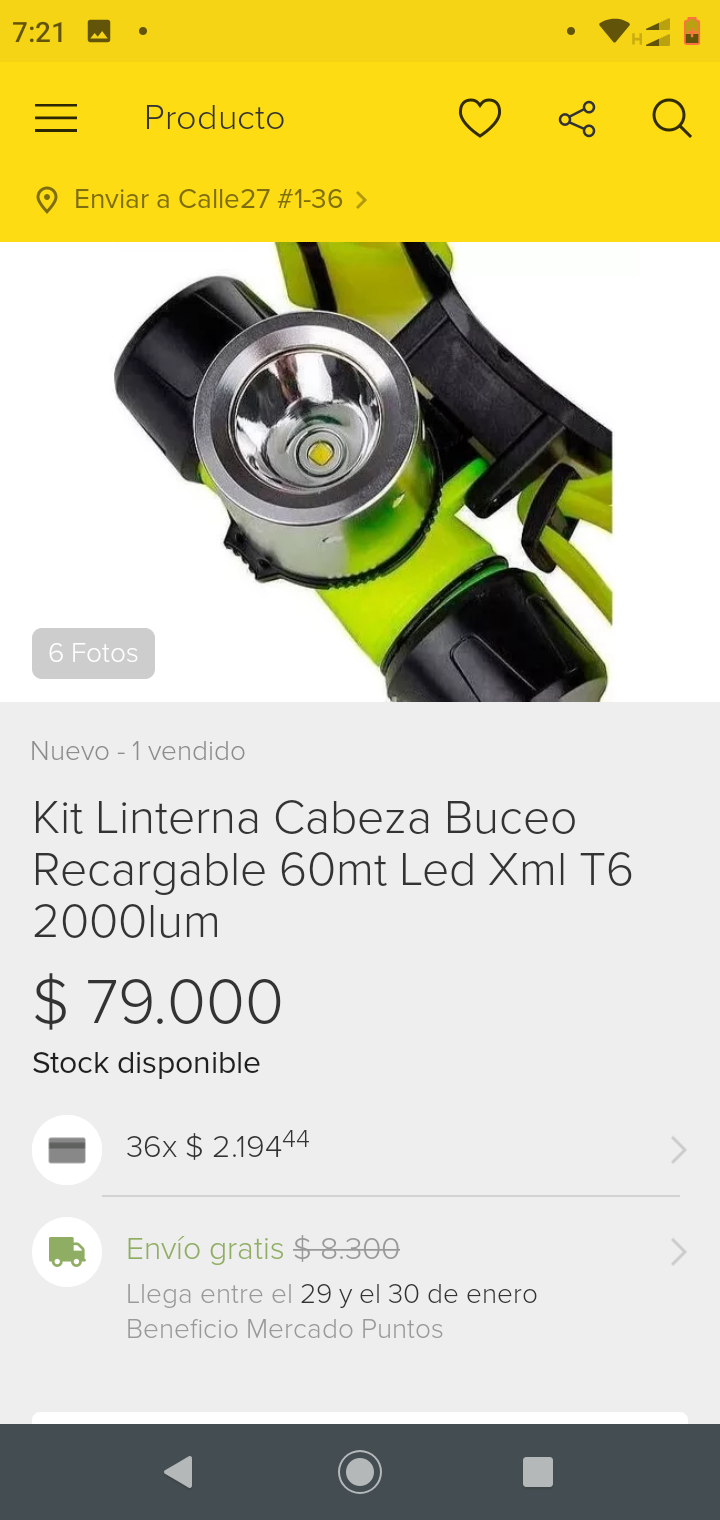 7:21
H
Producto
Enviar a Calle27 #1-36
6 Fotos
Nuevo - 1 vendido
Kit Linterna Cabeza Buceo
Recargable 60mt Led Xml T6
2000lum
$ 79.000
Stock disponible
36x $ 2.194⁴⁴
Envío gratis $ 8.300
Llega entre el 29 y el 30 de enero
Beneficio Mercado Puntos